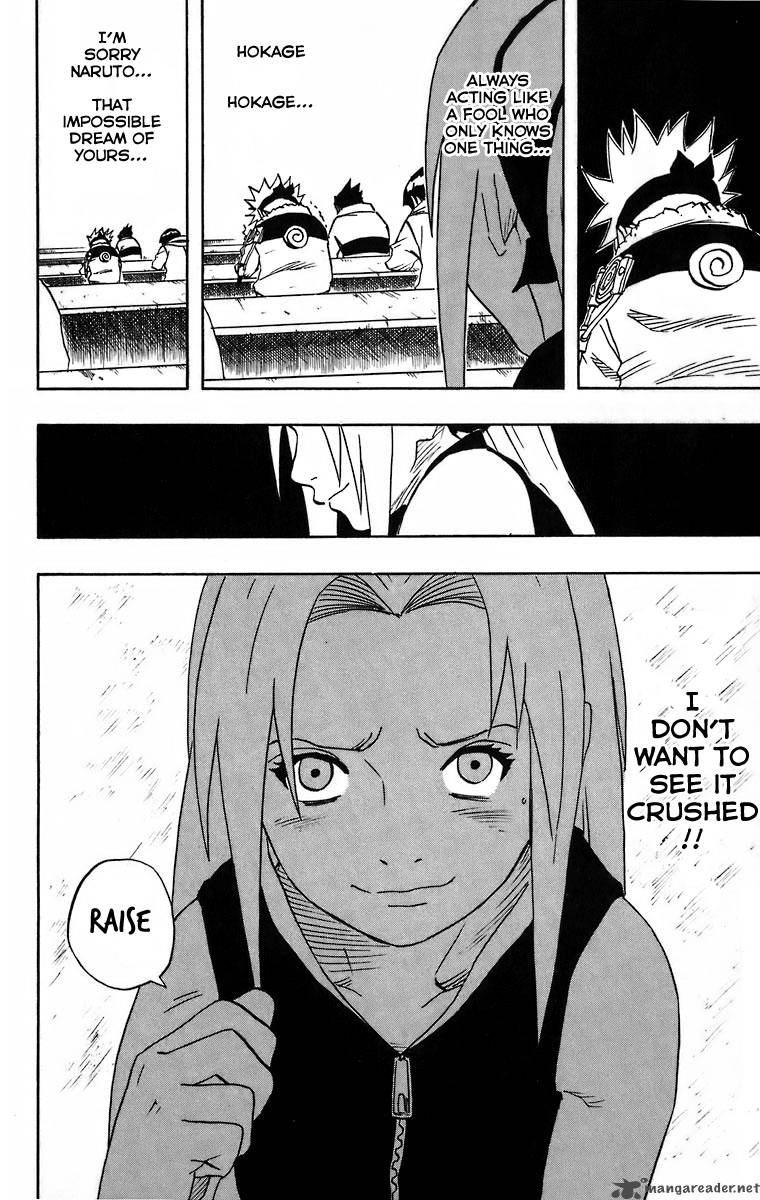 ALWAYS
ACTING LIKE
A FOOL WHO
ONLY KNOWS
ONE THING...
HOKAGE
HOKAGE...
I'M
SORRY
NARUTO...
THAT
IMPOSSIBLE
DREAM OF
YOURS...
I
DON'T
WANT TO
SEE IT
CRUSHED
!!
RAISE
mangareader.net